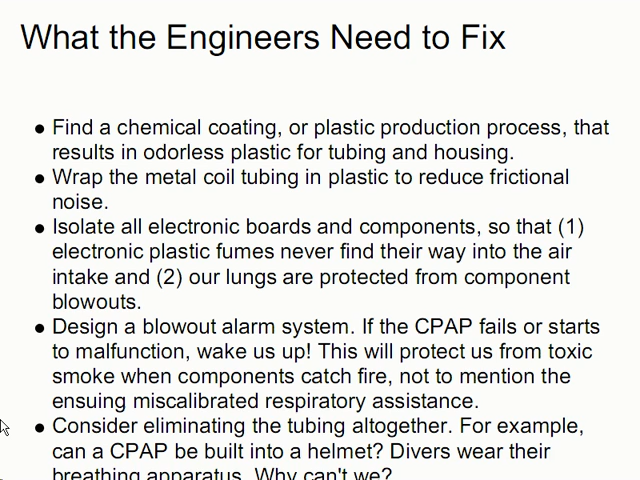 What the Engineers Need to Fix
● Find a chemical coating, or plastic production process, that
results in odorless plastic for tubing and housing.
● Wrap the metal coil tubing in plastic to reduce frictional
noise.
● Isolate all electronic boards and components, so that (1)
electronic plastic fumes never find their way into the air
intake and (2) our lungs are protected from component
blowouts.
● Design a blowout alarm system. If the CPAP fails or starts
to malfunction, wake us up! This will protect us from toxic
smoke when components catch fire, not to mention the
ensuing miscalibrated respiratory assistance.
● Consider eliminating the tubing altogether. For example,
can a CPAP be built into a helmet? Divers wear their
breathing apparatus. Why can't we?